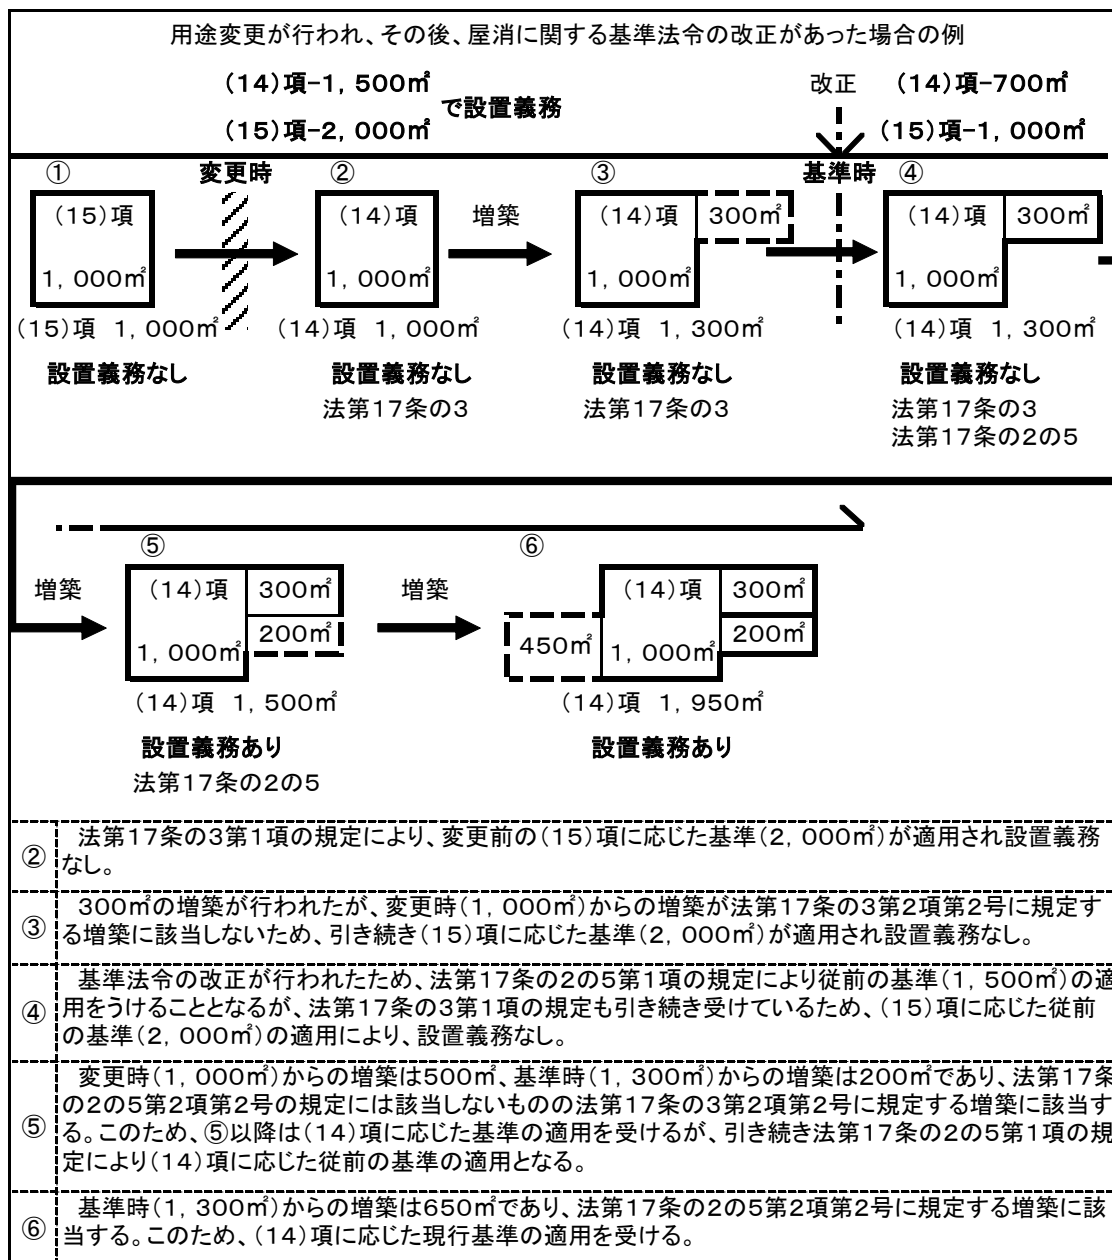 用途変更が行われ、その後、屋消に関する基準法令の改正があった場合の例
(14)項-1,500㎡
(15)項-2,000㎡
で設置義務
改正
(14)項-700㎡
(15)項-1,000㎡
①
変更時
②
③
基準時
④
(15)項
1,000㎡
(14)項
1,000㎡
増築
(14)項
300㎡
1,000㎡
(14)項
300㎡
1,000㎡
(15)項 1,000㎡
(14)項 1,000㎡
(14)項 1,300㎡
(14)項 1,300㎡
設置義務なし
設置義務なし
設置義務なし
設置義務なし
法第17条の3
法第17条の3
法第17条の3
法第17条の2の5
⑤
⑥
増築
(14)項
300㎡
200㎡
1,000㎡
増築
(14)項
300㎡
200㎡
450㎡
1,000㎡
(14)項 1,500㎡
(14)項 1,950㎡
設置義務あり
設置義務あり
法第17条の2の5
② 法第17条の3第1項の規定により、変更前の(15)項に応じた基準(2,000㎡)が適用され設置義務
なし。
③ 300㎡の増築が行われたが、変更時(1,000㎡)からの増築が法第17条の3第2項第2号に規定す
る増築に該当しないため、引き続き(15)項に応じた基準(2,000㎡)が適用され設置義務なし。
④ 基準法令の改正が行われたため、法第17条の2の5第1項の規定により従前の基準(1,500㎡)の適
用をうけることとなるが、法第17条の3第1項の規定も引き続き受けているため、(15)項に応じた従前
の基準(2,000㎡)の適用により、設置義務なし。
⑤ 変更時(1,000㎡)からの増築は500㎡、基準時(1,300㎡)からの増築は200㎡であり、法第17条
の2の5第2項第2号の規定には該当しないものの法第17条の3第2項第2号に規定する増築に該当す
る。このため、⑤以降は(14)項に応じた基準の適用を受けるが、引き続き法第17条の2の5第1項の規
定により(14)項に応じた従前の基準の適用となる。
⑥ 基準時(1,300㎡)からの増築は650㎡であり、法第17条の2の5第2項第2号に規定する増築に該
当する。このため、(14)項に応じた現行基準の適用を受ける。